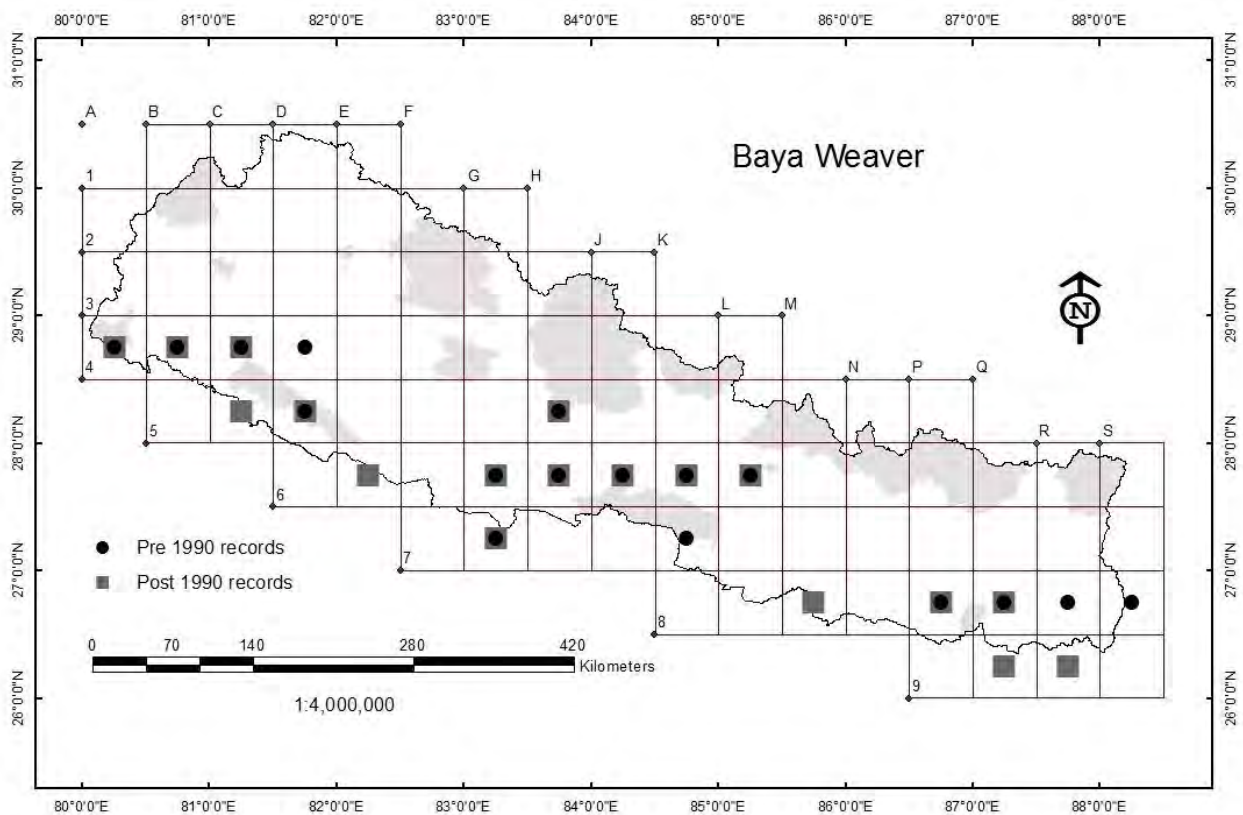 80°0'0"E 81°0'0"E 82°0'0"E 83°0'0"E 84°0'0"E 85°0'0"E 86°0'0"E 87°0'0"E 88°0'0"E
31°0'0"N 31°0'0"N
A B C D E F
Baya Weaver
1 G H
30°0'0"N 30°0'0"N
2 J K
3 L M
29°0'0"N N 29°0'0"N
4 N P Q
5 R S
28°0'0"N 28°0'0"N
6
Pre 1990 records
Post 1990 records
7
27°0'0"N 27°0'0"N
8
0 70 140 280 420
Kilometers
9
26°0'0"N 26°0'0"N
1:4,000,000
80°0'0"E 81°0'0"E 82°0'0"E 83°0'0"E 84°0'0"E 85°0'0"E 86°0'0"E 87°0'0"E 88°0'0"E